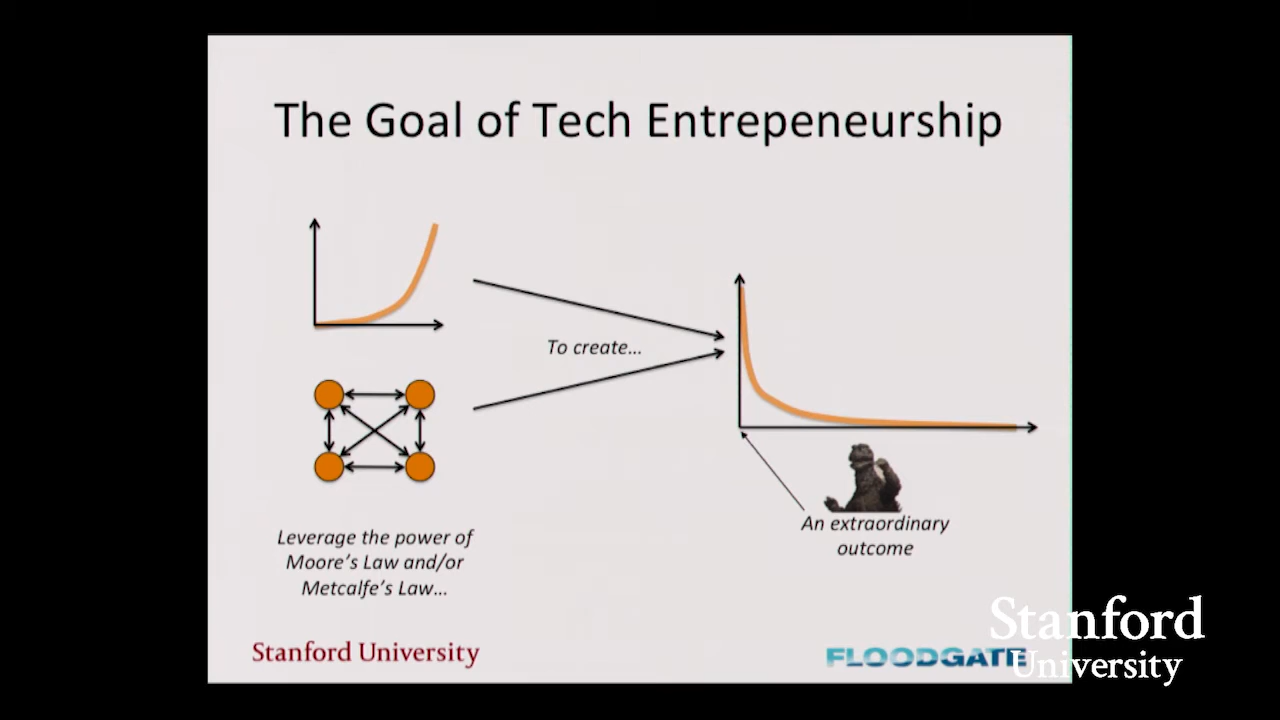 The Goal of Tech Entrepeneurship
To create...
Leverage the power of
Moore's Law and/or
Metcalfe's Law...
An extraordinary
outcome
Stanford University
FLOODGATE
Stanford
University